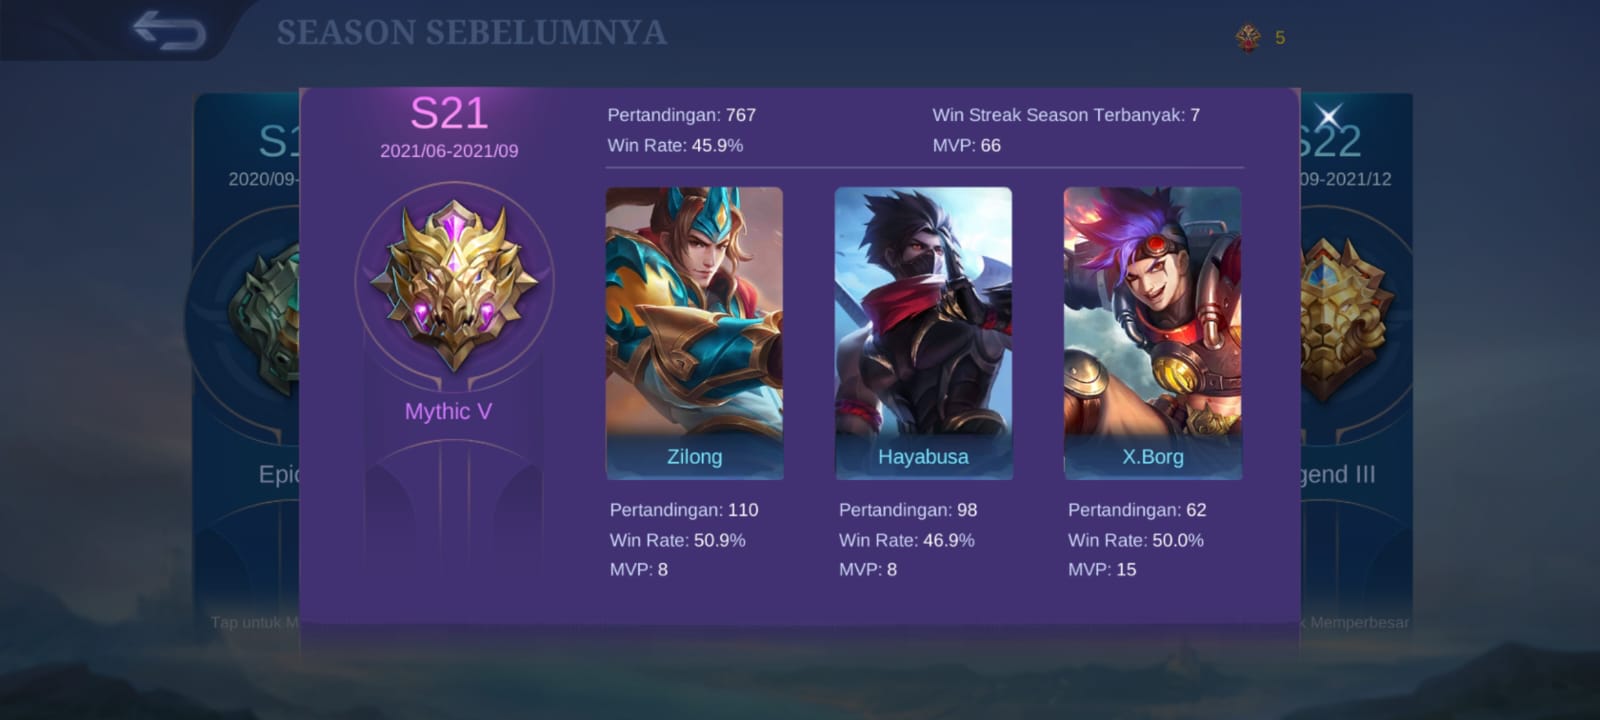 SEASON SEBELUMNYA
5
S21
2021/06-2021/09
Mythic V
Pertandingan: 767
Win Rate: 45.9%
Win Streak Season Terbanyak: 7
MVP: 66
Zilong
Pertandingan: 110
Win Rate: 50.9%
MVP: 8
Hayabusa
Pertandingan: 98
Win Rate: 46.9%
MVP: 8
X.Borg
Pertandingan: 62
Win Rate: 50.0%
MVP: 15
2020/09-
Tap untuk M
S22
09-2021/12
gend III
Memperbesar